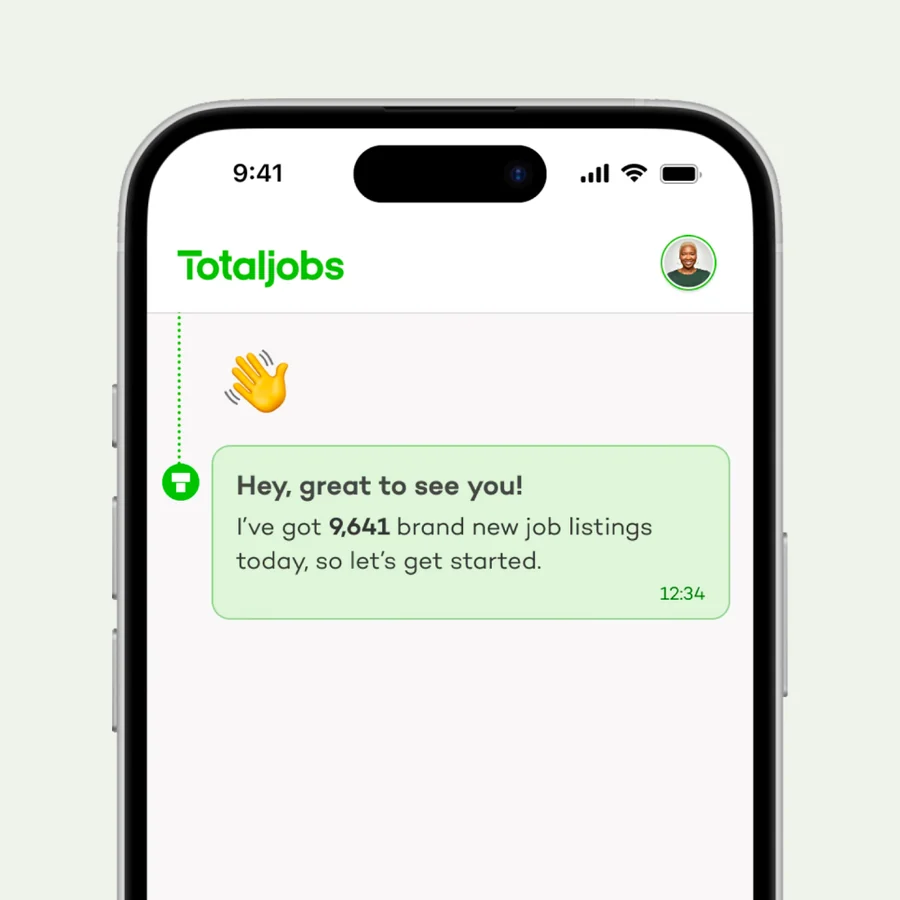 9:41
Totaljobs
Hey, great to see you!
I’ve got 9,641 brand new job listings
today, so let’s get started.
12:34